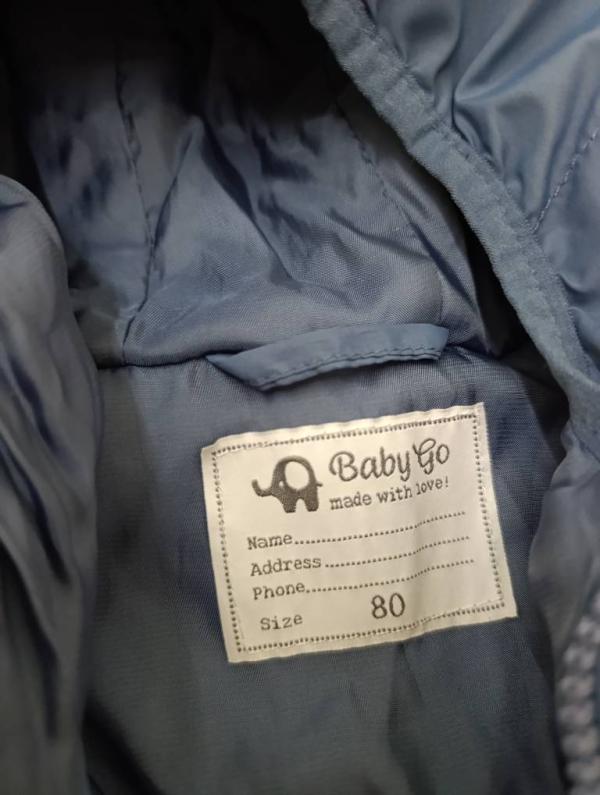 Baby Go
made with love!
Name........................
Address........................
Phone........................
Size 80